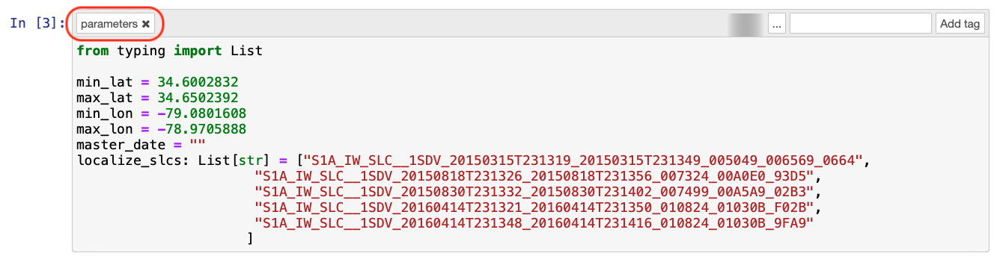 In [3]: parameters ✖ ... Add tag
from typing import List

min_lat = 34.6002832
max_lat = 34.6502392
min_lon = -79.0801608
max_lon = -78.9705888
master_date = ""
localize_slcs: List[str] = ["S1A_IW_SLC__1SDV_20150315T231319_20150315T231349_005049_006569_0664",
"S1A_IW_SLC__1SDV_20150818T231326_20150818T231356_007324_00A0E0_93D5",
"S1A_IW_SLC__1SDV_20150830T231332_20150830T231402_007499_00A5A9_02B3",
"S1A_IW_SLC__1SDV_20160414T231321_20160414T231350_010824_01030B_F02B",
"S1A_IW_SLC__1SDV_20160414T231348_20160414T231416_010824_01030B_9FA9"
]